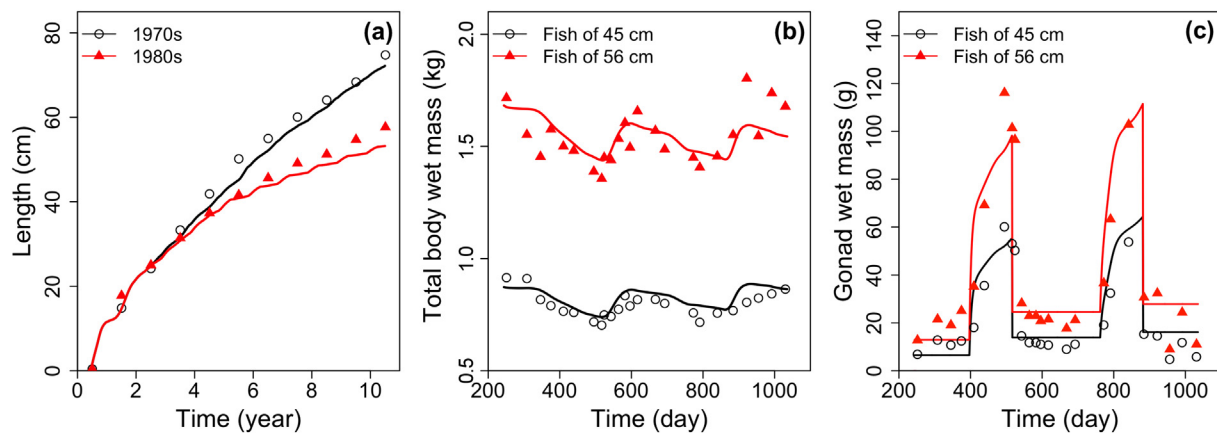 (a)
1970s
1980s
80
60
40
20
0
Length (cm)
0 2 4 6 8 10
Time (year)
(b)
Fish of 45 cm
Fish of 56 cm
2.0
1.5
1.0
0.5
Total body wet mass (kg)
200 400 600 800 1000
Time (day)
(c)
Fish of 45 cm
Fish of 56 cm
140
120
100
80
60
40
20
0
Gonad wet mass (g)
200 400 600 800 1000
Time (day)